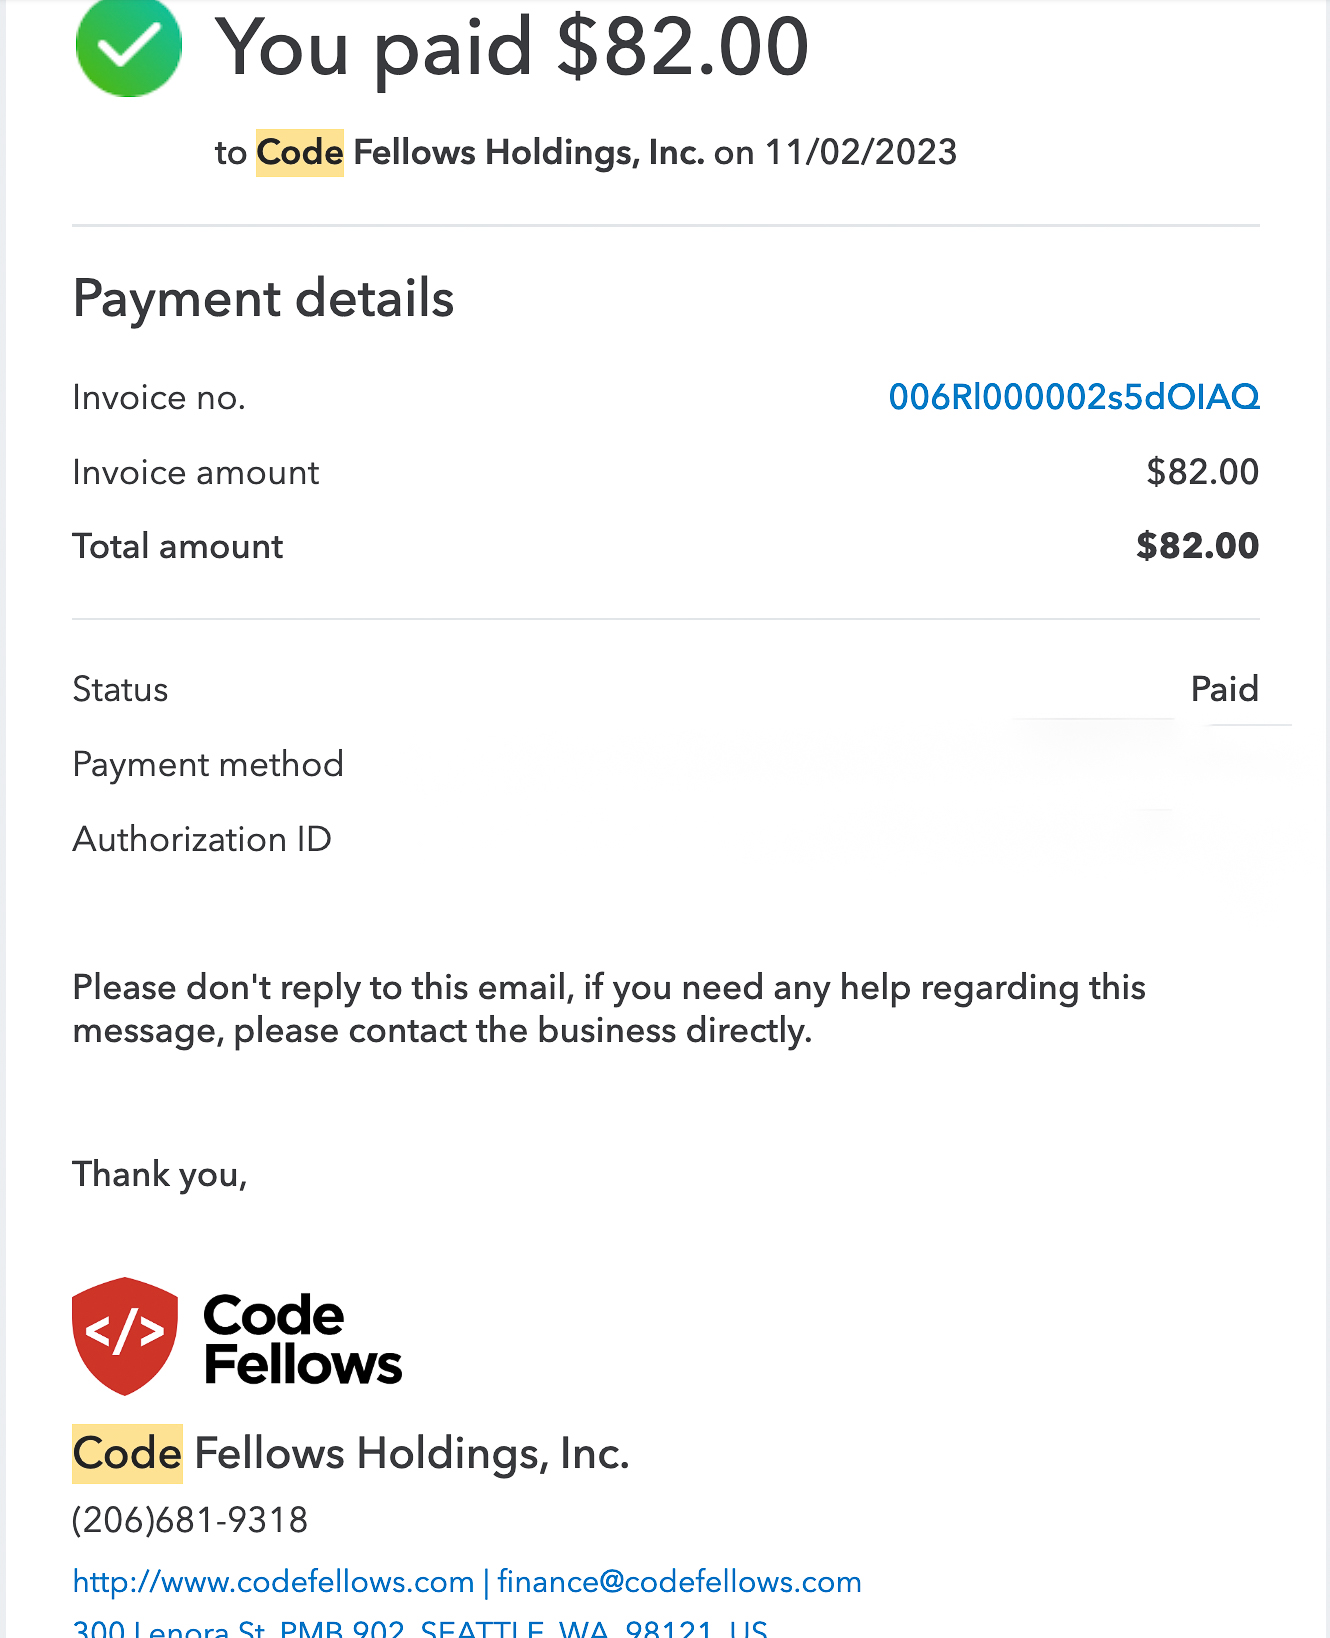 You paid $82.00
to Code Fellows Holdings, Inc. on 11/02/2023
Payment details
Invoice no. 006Rl000002s5dOIAQ
Invoice amount $82.00
Total amount $82.00
Status Paid
Payment method
Authorization ID
Please don't reply to this email, if you need any help regarding this
message, please contact the business directly.
Thank you,
</>
Code
Fellows
Code Fellows Holdings, Inc.
(206)681-9318
http://www.codefellows.com | finance@codefellows.com
300 Lenora St, PMB 902, SEATTLE, WA, 98121, US